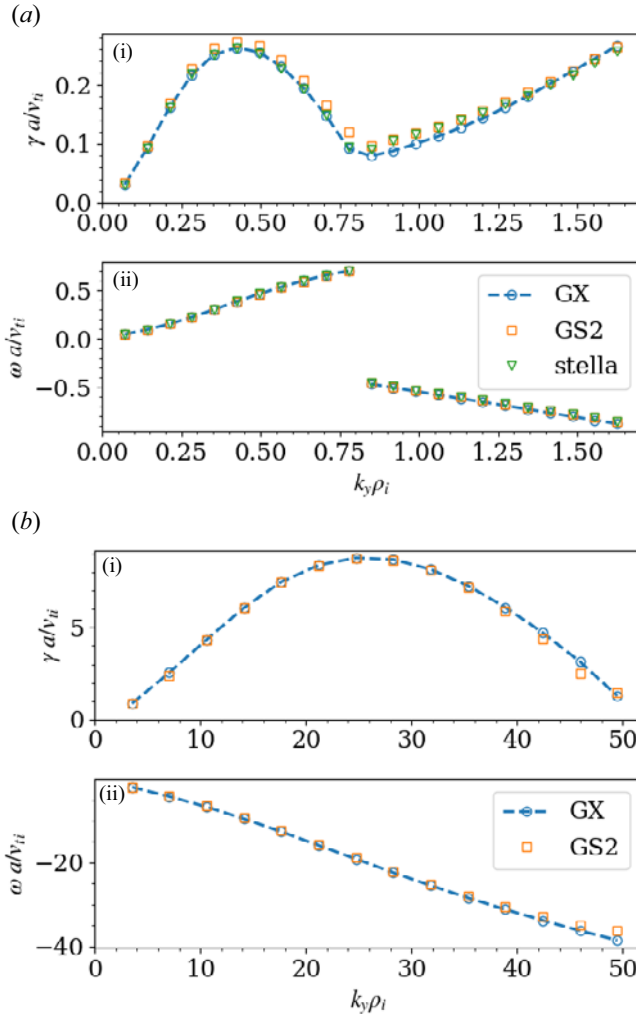 (a)
(i)
γ a/v_ti
0.2
0.1
0.0
0.00 0.25 0.50 0.75 1.00 1.25 1.50
(ii)
ω a/v_ti
0.5
0.0
−0.5
GX
GS2
stella
0.00 0.25 0.50 0.75 1.00 1.25 1.50
k_yρ_i
(b)
(i)
γ a/v_ti
5
0
0 10 20 30 40 50
(ii)
ω a/v_ti
−20
−40
GX
GS2
0 10 20 30 40 50
k_yρ_i